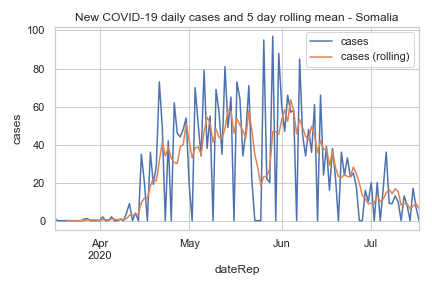 New COVID-19 daily cases and 5 day rolling mean - Somalia
cases
cases (rolling)
100
80
60
40
20
0
cases
Apr
2020
May
Jun
Jul
dateRep